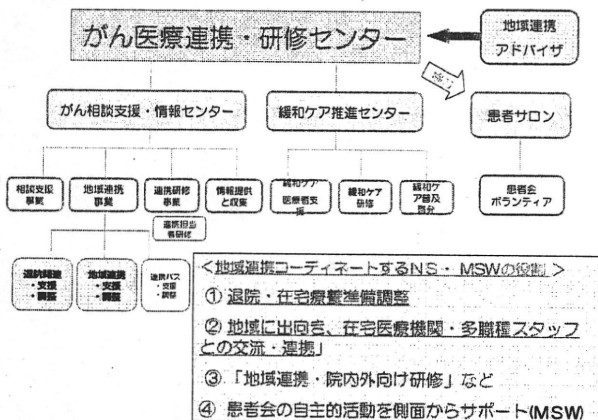 がん医療連携・研修センター
地域連携
アドバイザ
がん相談支援・情報センター
緩和ケア推進センター
患者サロン
相談支援
事業
地域連携
事業
連携研修
事業
情報提供
と収集
緩和ケア
医療者支
援
緩和ケア
研修
緩和ケ
ア普及
啓発
患者会
ボランティア
連携担当
者研修
・支援
・調整
地域連携
・支援
・調整
連携パス
・支援
・調整
<地域連携コーディネートするNS・MSWの役割>
① 退院・在宅療養準備調整
② 地域に出向き、在宅医療機関・多職種スタッフ
との交流・連携」
③ 「地域連携・院内外向け研修」など
④ 患者会の自主的活動を側面からサポート(MSW)